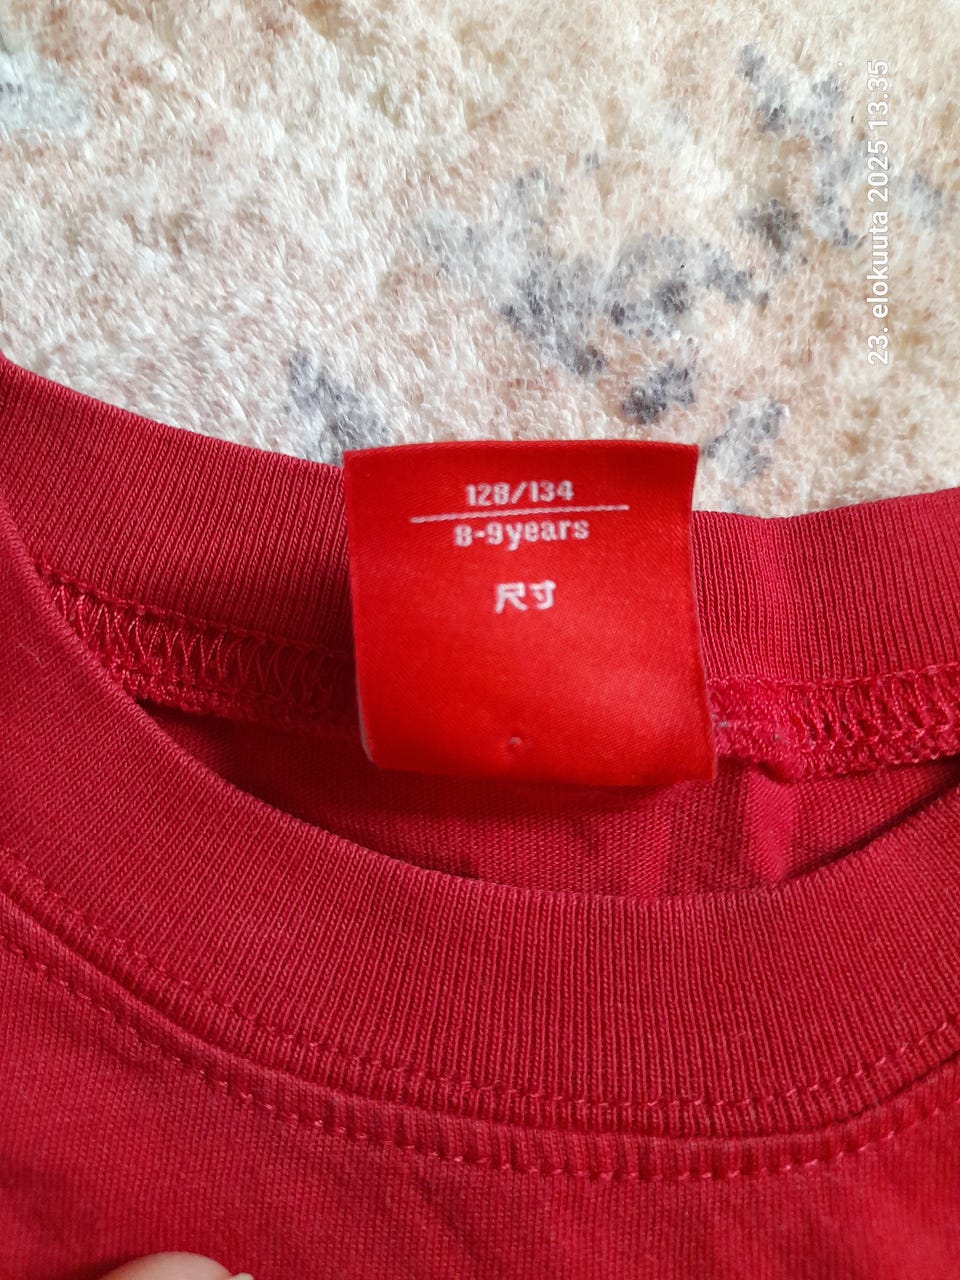 23. elokuuta 2025 13.35
128/134
8-9years
尺寸